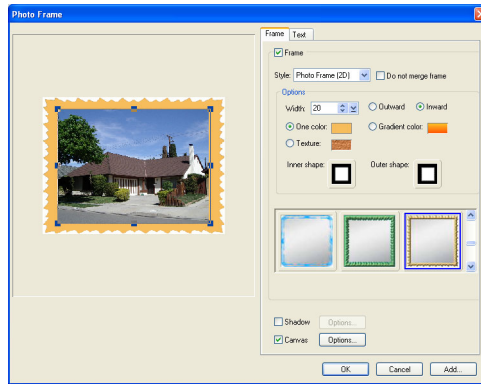 Photo Frame
Frame Text
Frame
Style: Photo Frame (2D) Do not merge frame
Options
Width: 20 Outward Inward
One color: Gradient color:
Texture:
Inner shape: Outer shape:
Shadow Options...
Canvas Options...
OK Cancel Add...